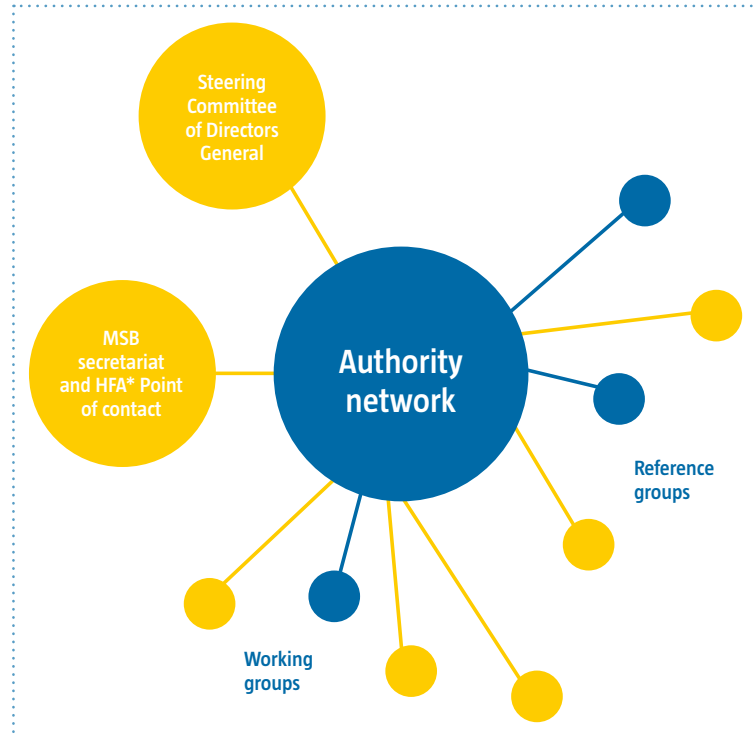 Steering
Committee
of Directors
General
MSB
secretariat
and HFA* Point
of contact
Authority
network
Reference
groups
Working
groups